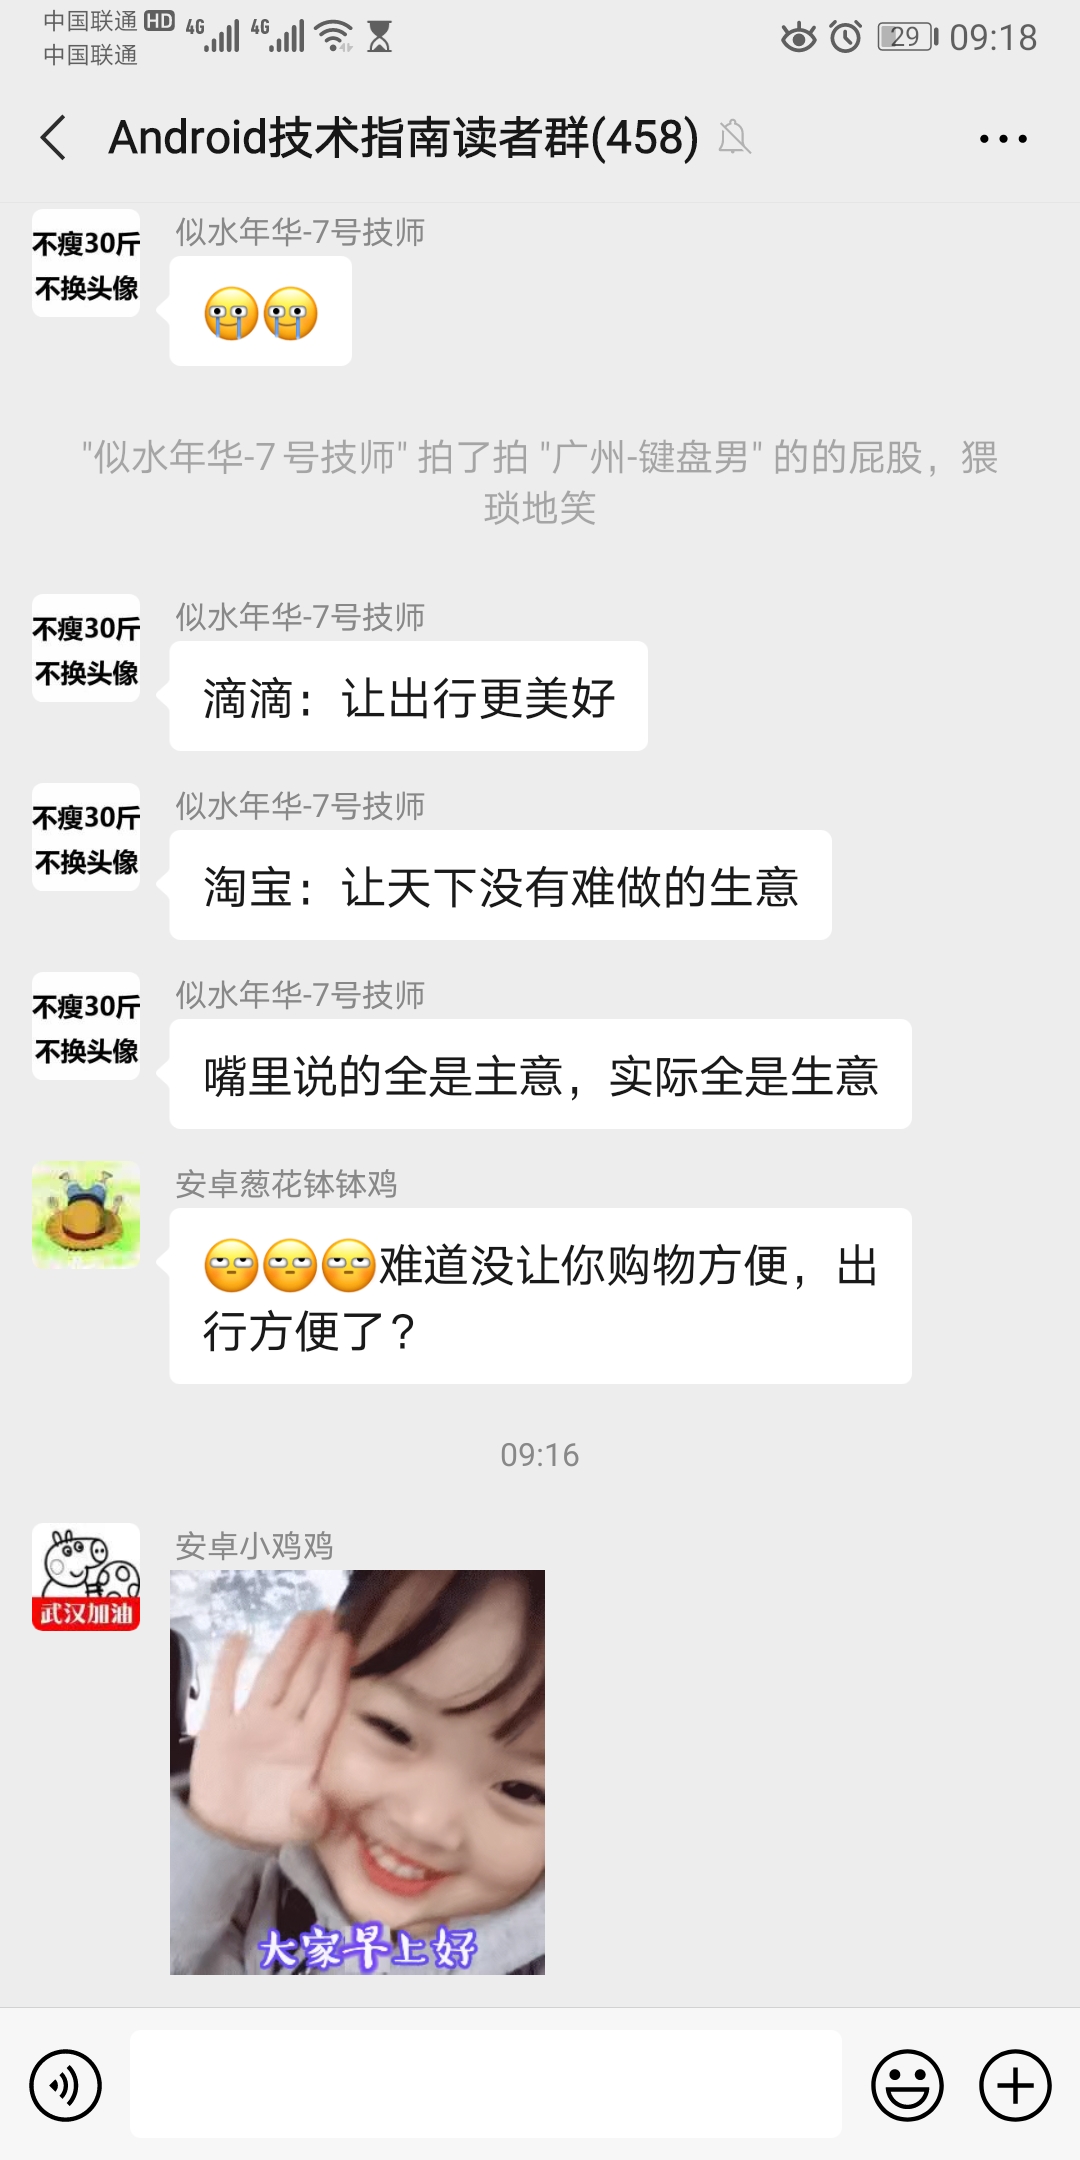 中国联通 HD 4G 4G 29 09:18
中国联通
Android技术指南读者群(458)
不瘦30斤
不换头像
似水年华-7号技师
"似水年华-7号技师" 拍了拍 "广州-键盘男" 的的屁股，猥
琐地笑
不瘦30斤
不换头像
似水年华-7号技师
滴滴：让出行更美好
不瘦30斤
不换头像
似水年华-7号技师
淘宝：让天下没有难做的生意
不瘦30斤
不换头像
似水年华-7号技师
嘴里说的全是主意，实际全是生意
安卓葱花钵钵鸡
难道没让你购物方便，出
行方便了？
09:16
武汉加油
安卓小鸡鸡
大家早上好